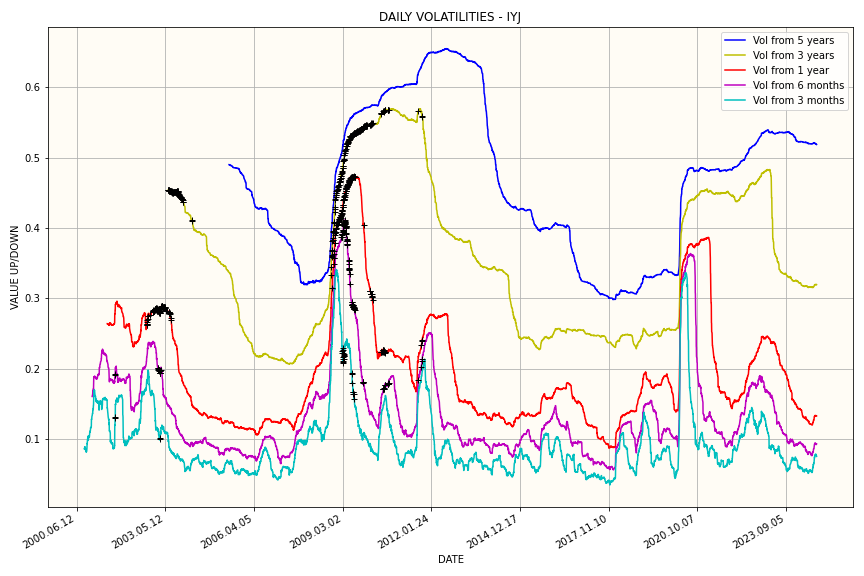 DAILY VOLATILITIES - IYJ
Vol from 5 years
Vol from 3 years
Vol from 1 year
Vol from 6 months
Vol from 3 months
VALUE UP/DOWN
0.6
0.5
0.4
0.3
0.2
0.1
2000.06.12
2003.05.12
2006.04.05
2009.03.02
2012.01.24
2014.12.17
2017.11.10
2020.10.07
2023.09.05
DATE